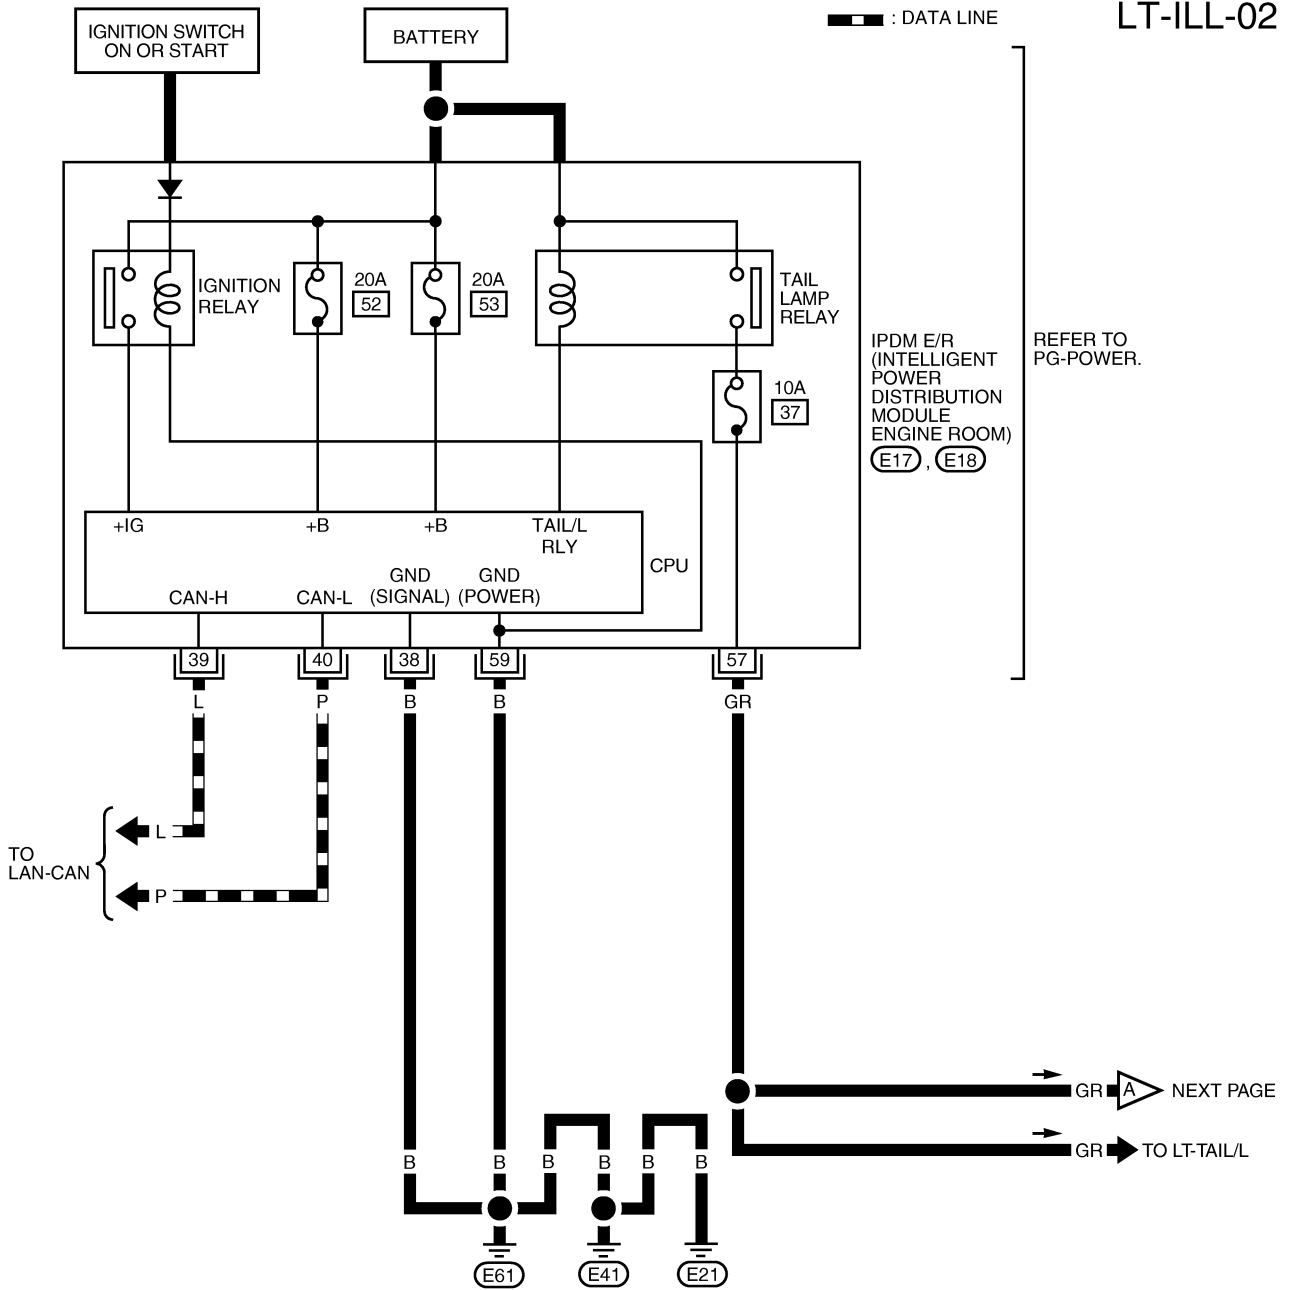 : DATA LINE
LT-ILL-02
IGNITION SWITCH
ON OR START
BATTERY
IGNITION
RELAY
20A
52
20A
53
TAIL
LAMP
RELAY
10A
37
IPDM E/R
(INTELLIGENT
POWER
DISTRIBUTION
MODULE
ENGINE ROOM)
E17 , E18
REFER TO
PG-POWER.
+IG
+B
+B
TAIL/L
RLY
CPU
CAN-H
CAN-L
GND
(SIGNAL)
GND
(POWER)
39
40
38
59
57
L
P
B
B
GR
TO
LAN-CAN
L
P
GR
A
NEXT PAGE
GR
TO LT-TAIL/L
B
B
B
B
B
B
E61
E41
E21